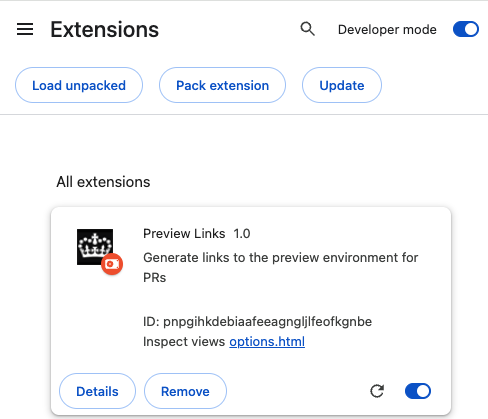 Extensions
Developer mode
Load unpacked
Pack extension
Update
All extensions
Preview Links 1.0
Generate links to the preview environment for
PRs
ID: pnpgihkdebiaafeeagngljlfeofkgnbe
Inspect views options.html
Details
Remove